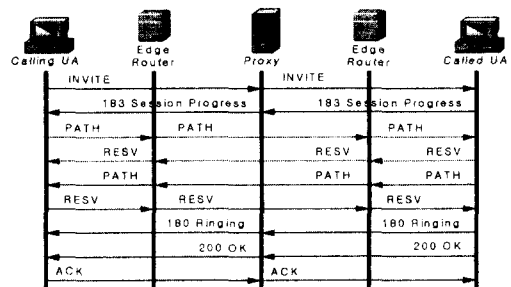 Calling UA Edge Router Proxy Edge Router Called UA
INVITE INVITE
183 Session Progress 183 Session Progress
PATH PATH PATH
RESV RESV RESV
PATH PATH PATH
RESV RESV RESV
180 Ringing 180 Ringing
200 OK 200 OK
ACK ACK